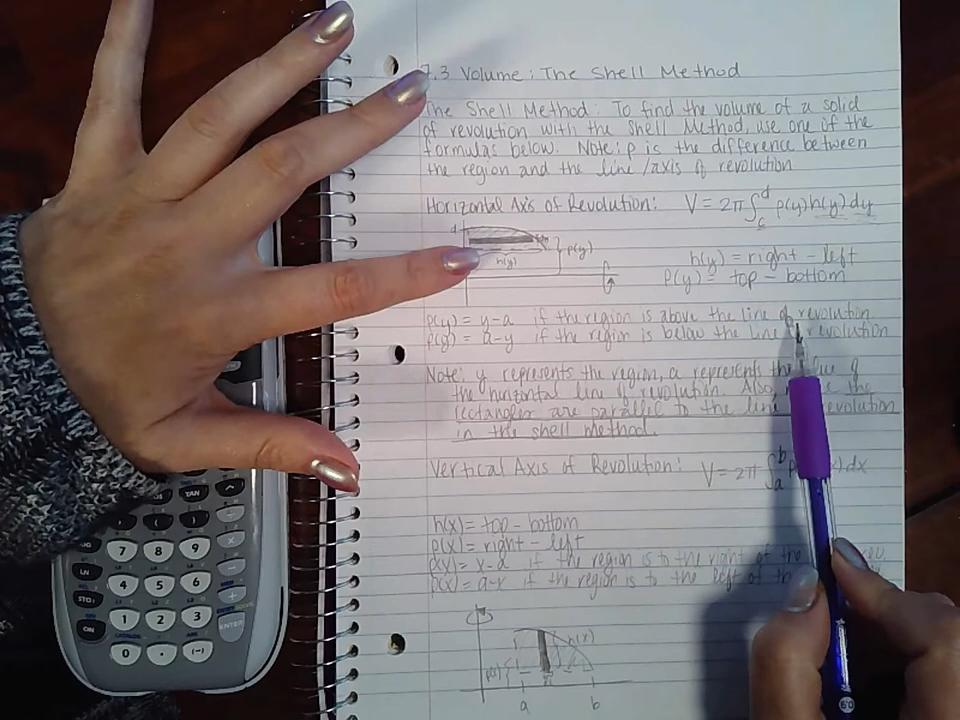 7.3 Volume: The Shell Method
The Shell Method: To find the volume of a solid
of revolution with the shell method, use one of the
formulas below. Note: p is the difference between
the region and the line/axis of revolution
Horizontal Axis of Revolution: V = 2π∫_c^d p(y)h(y) dy
d
h(y)
p(y)
h(y) = right - left
p(y) = top - bottom
p(y) = y-a if the region is above the line of revolution
p(y) = a-y if the region is below the line revolution
Note: y represents the region, a represents the of
the horizontal line of revolution. Also, the
rectangles are parallel to the line revolution
in the shell method.
Vertical Axis of Revolution: V = 2π∫_a^b dx
h(x) = top - bottom
p(x) = right - left
p(x) = x-a if the region is to the right of the rev.
p(x) = a-x if the region is to the left of the
h(x)
p(x)
a b
TAN
( ) ÷
7 8 9 ×
LN 4 5 6 −
STO 1 2 3 +
ON 0 . (-) ENTER